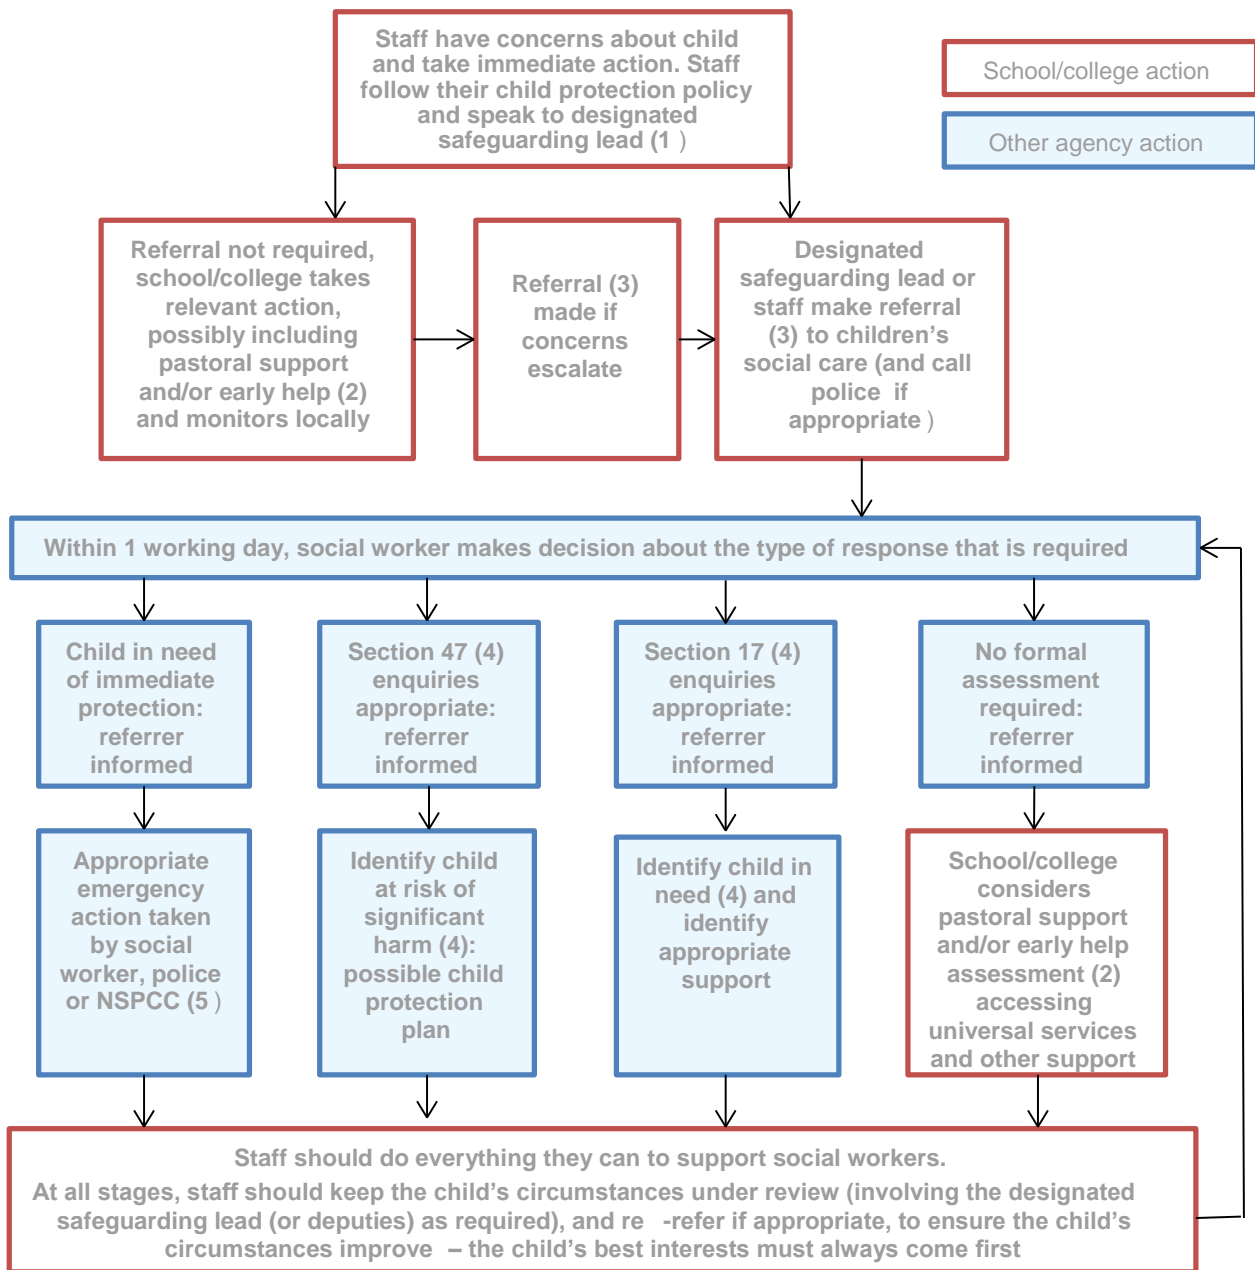 Staff have concerns about child
and take immediate action. Staff
follow their child protection policy
and speak to designated
safeguarding lead (1 )
School/college action
Other agency action
Referral not required,
school/college takes
relevant action,
possibly including
pastoral support
and/or early help (2)
and monitors locally
Referral (3)
made if
concerns
escalate
Designated
safeguarding lead or
staff make referral
(3) to children’s
social care (and call
police if
appropriate )
Within 1 working day, social worker makes decision about the type of response that is required
Child in need
of immediate
protection:
referrer
informed
Section 47 (4)
enquiries
appropriate:
referrer
informed
Section 17 (4)
enquiries
appropriate:
referrer
informed
No formal
assessment
required:
referrer
informed
Appropriate
emergency
action taken
by social
worker, police
or NSPCC (5 )
Identify child
at risk of
significant
harm (4):
possible child
protection
plan
Identify child in
need (4) and
identify
appropriate
support
School/college
considers
pastoral support
and/or early help
assessment (2)
accessing
universal services
and other support
Staff should do everything they can to support social workers.
At all stages, staff should keep the child’s circumstances under review (involving the designated
safeguarding lead (or deputies) as required), and re -refer if appropriate, to ensure the child’s
circumstances improve – the child’s best interests must always come first